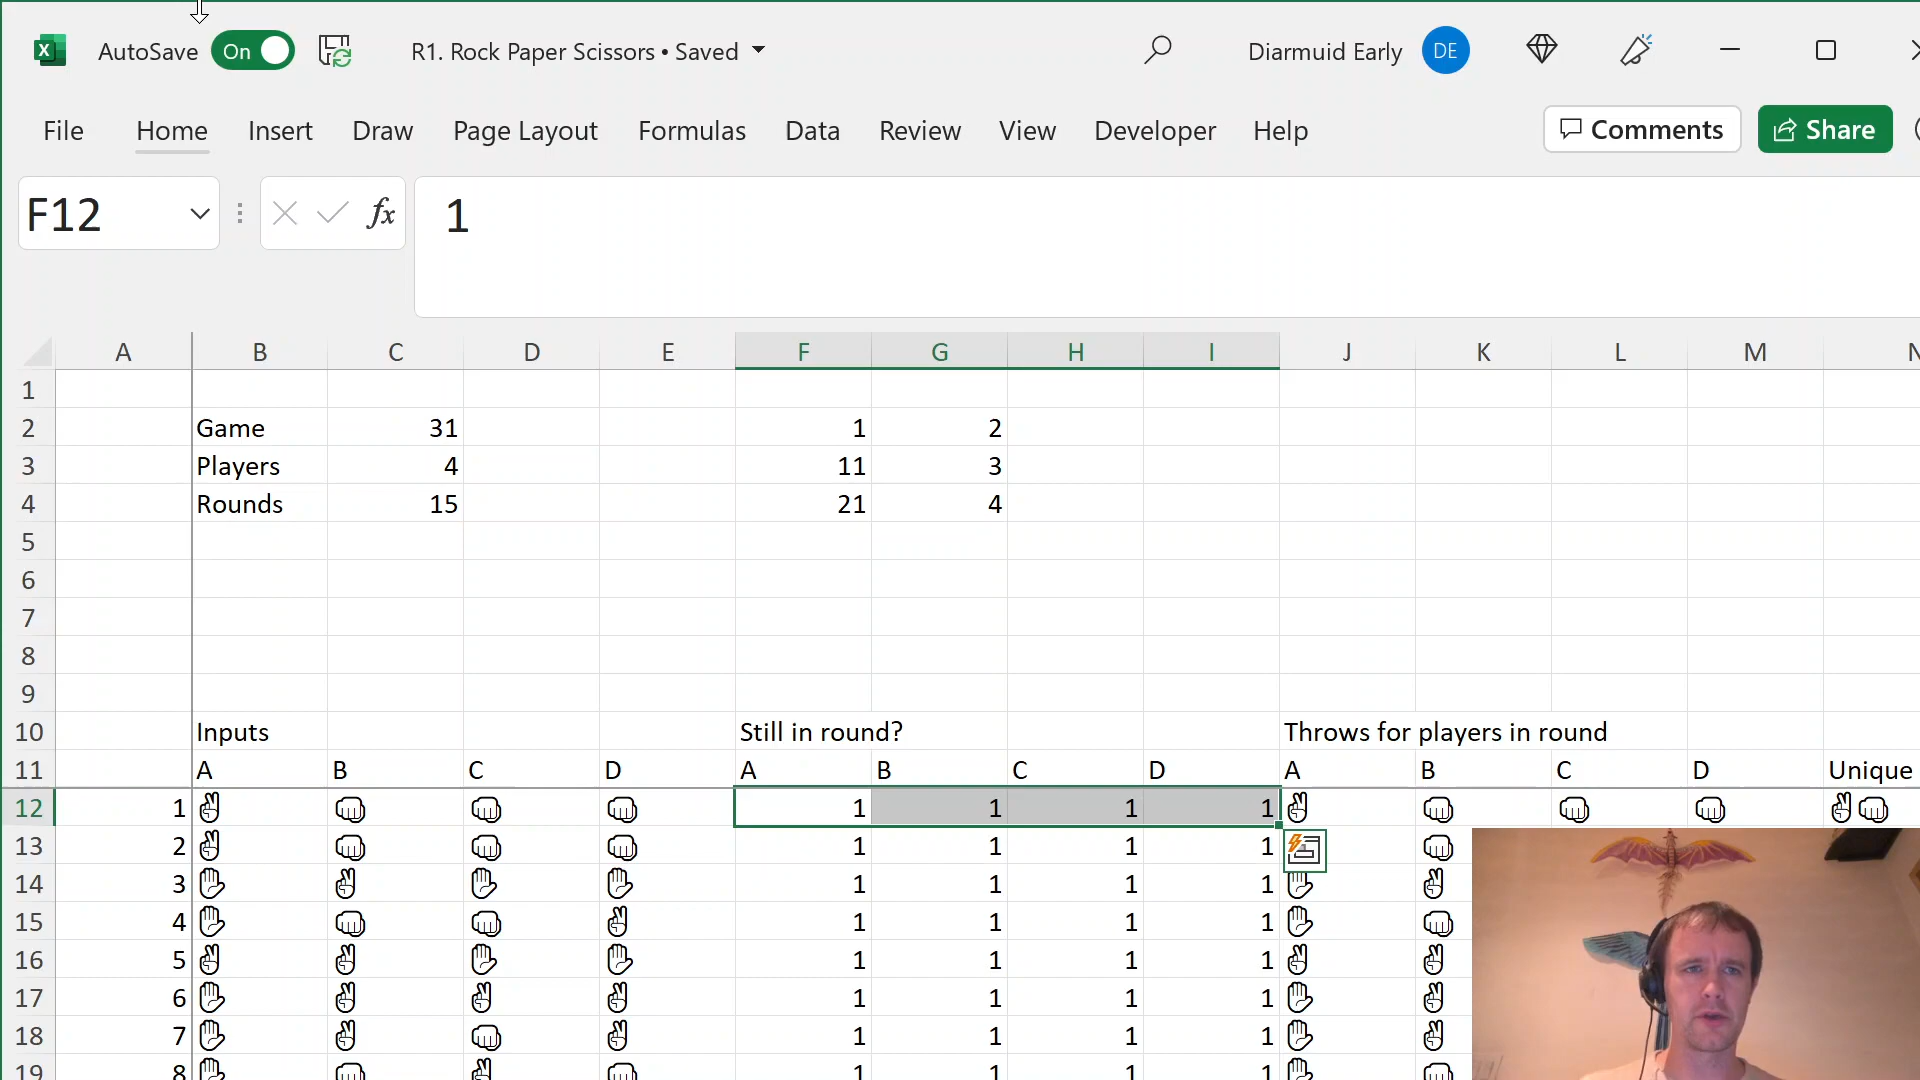 AutoSave On R1. Rock Paper Scissors • Saved Diarmuid Early DE
File Home Insert Draw Page Layout Formulas Data Review View Developer Help Comments Share
F12 fx 1
A B C D E F G H I J K L M N
1
2 Game 31 1 2
3 Players 4 11 3
4 Rounds 15 21 4
5
6
7
8
9
10 Inputs Still in round? Throws for players in round
11 A B C D A B C D A B C D Unique
12 1 ✌ 👊 👊 👊 1 1 1 1 ✌ 👊 👊 👊 ✌👊
13 2 ✌ 👊 👊 👊 1 1 1 1 👊
14 3 ✋ ✌ ✋ ✋ 1 1 1 1 ✋ ✌
15 4 ✋ 👊 👊 ✌ 1 1 1 1 ✋ 👊
16 5 ✌ ✌ ✋ ✋ 1 1 1 1 ✌ ✌
17 6 ✋ ✌ ✌ ✌ 1 1 1 1 ✋ ✌
18 7 ✋ ✌ 👊 ✌ 1 1 1 1 ✋ ✌
19 8 ✋ 👊 ✌ 👊 1 1 1 1 ✋ 👊